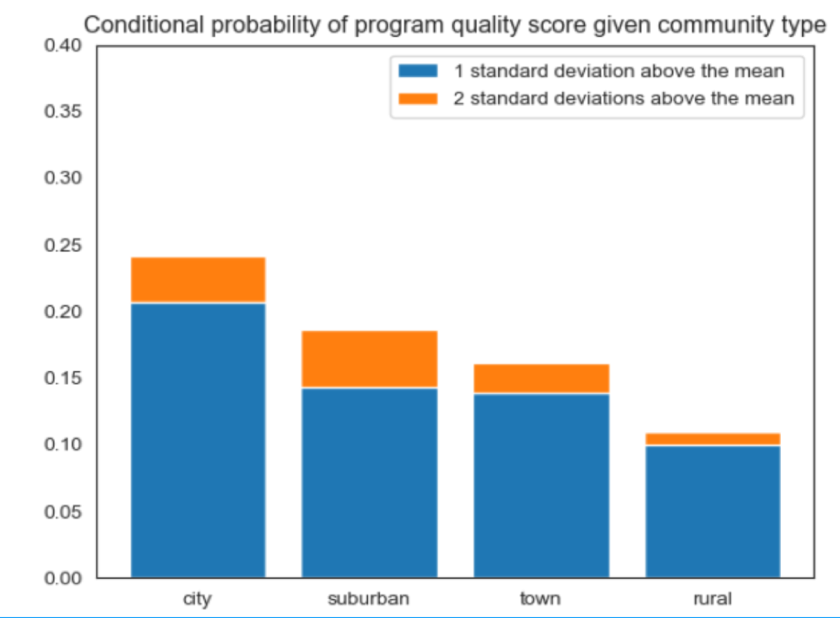 Conditional probability of program quality score given community type
0.40
1 standard deviation above the mean
2 standard deviations above the mean
0.35
0.30
0.25
0.20
0.15
0.10
0.05
0.00
city suburban town rural